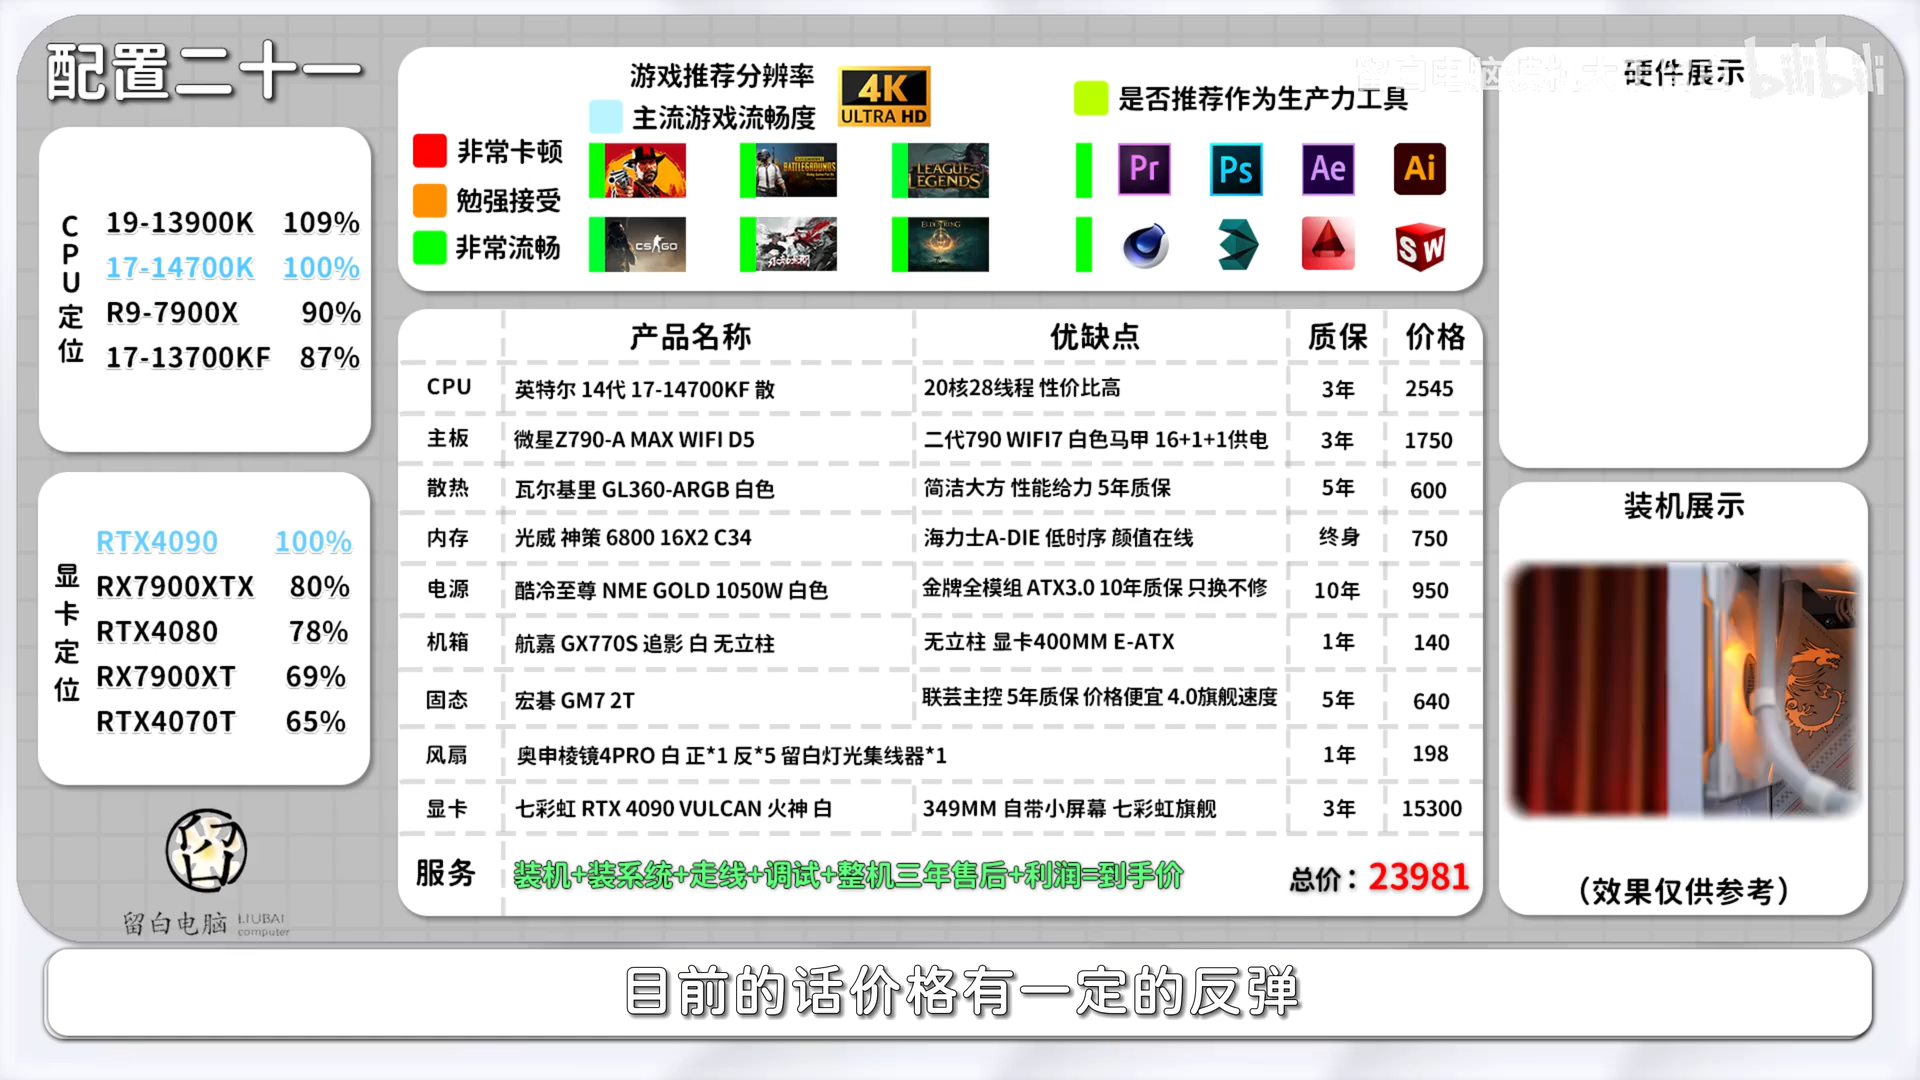 配置二十一
CPU定位
19-13900K 109%
17-14700K 100%
R9-7900X 90%
17-13700KF 87%
显卡定位
RTX4090 100%
RX7900XTX 80%
RTX4080 78%
RX7900XT 69%
RTX4070T 65%
留白电脑 LIUBAI computer
游戏推荐分辨率
4K ULTRA HD
主流游戏流畅度
非常卡顿
勉强接受
非常流畅
BATTLEGROUNDS
LEAGUE LEGENDS
CS GO
ELDEN RING
是否推荐作为生产力工具
Pr Ps Ae Ai
SW
产品名称 优缺点 质保 价格
CPU 英特尔 14代 17-14700KF 散 20核28线程 性价比高 3年 2545
主板 微星Z790-A MAX WIFI D5 二代790 WIFI7 白色马甲 16+1+1供电 3年 1750
散热 瓦尔基里 GL360-ARGB 白色 简洁大方 性能给力 5年质保 5年 600
内存 光威 神策 6800 16X2 C34 海力士A-DIE 低时序 颜值在线 终身 750
电源 酷冷至尊 NME GOLD 1050W 白色 金牌全模组 ATX3.0 10年质保 只换不修 10年 950
机箱 航嘉 GX770S 追影 白 无立柱 无立柱 显卡400MM E-ATX 1年 140
固态 宏碁 GM7 2T 联芸主控 5年质保 价格便宜 4.0旗舰速度 5年 640
风扇 奥申棱镜4PRO 白 正*1 反*5 留白灯光集线器*1 1年 198
显卡 七彩虹 RTX 4090 VULCAN 火神 白 349MM 自带小屏幕 七彩虹旗舰 3年 15300
服务 装机+装系统+走线+调试+整机三年售后+利润=到手价 总价：23981
硬件展示
bilibili
装机展示
（效果仅供参考）
目前的话价格有一定的反弹